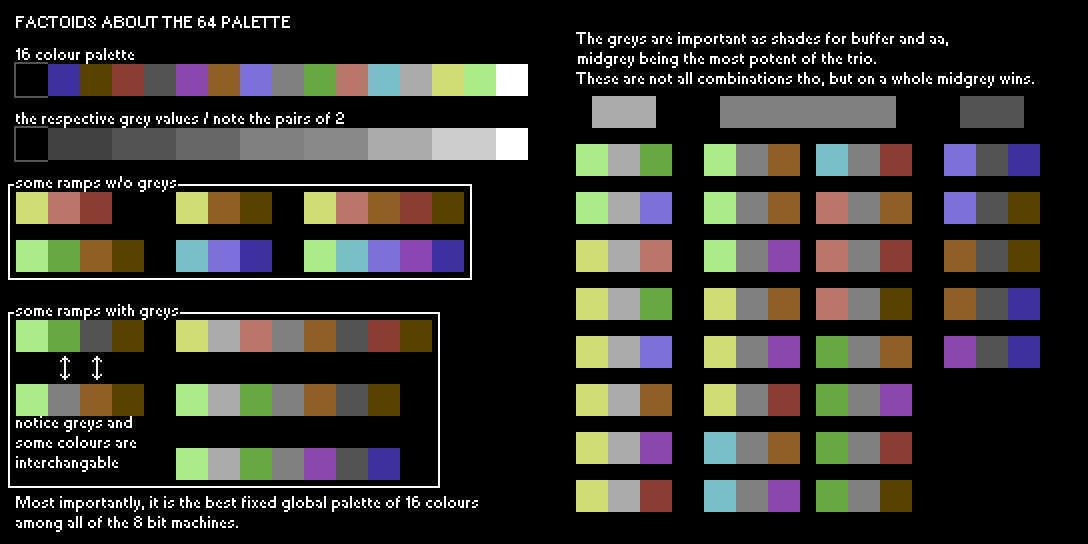 FACTOIDS ABOUT THE 64 PALETTE
16 colour palette
the respective grey values / note the pairs of 2
some ramps w/o greys
some ramps with greys
notice greys and
some colours are
interchangable
Most importantly, it is the best fixed global palette of 16 colours
among all of the 8 bit machines.
The greys are important as shades for buffer and aa,
midgrey being the most potent of the trio.
These are not all combinations tho, but on a whole midgrey wins.